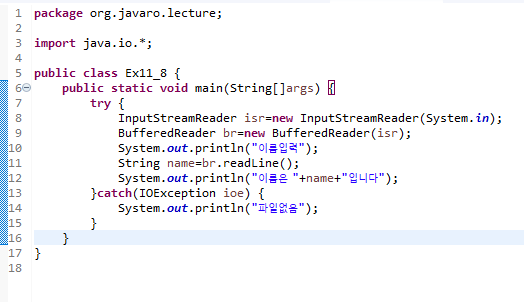 1 package org.javaro.lecture;
2
3 import java.io.*;
4
5 public class Ex11_8 {
6 public static void main(String[]args) {
7 try {
8 InputStreamReader isr=new InputStreamReader(System.in);
9 BufferedReader br=new BufferedReader(isr);
10 System.out.println("이름입력");
11 String name=br.readLine();
12 System.out.println("이름은 "+name+"입니다");
13 }catch(IOException ioe) {
14 System.out.println("파일없음");
15 }
16 }
17 }
18